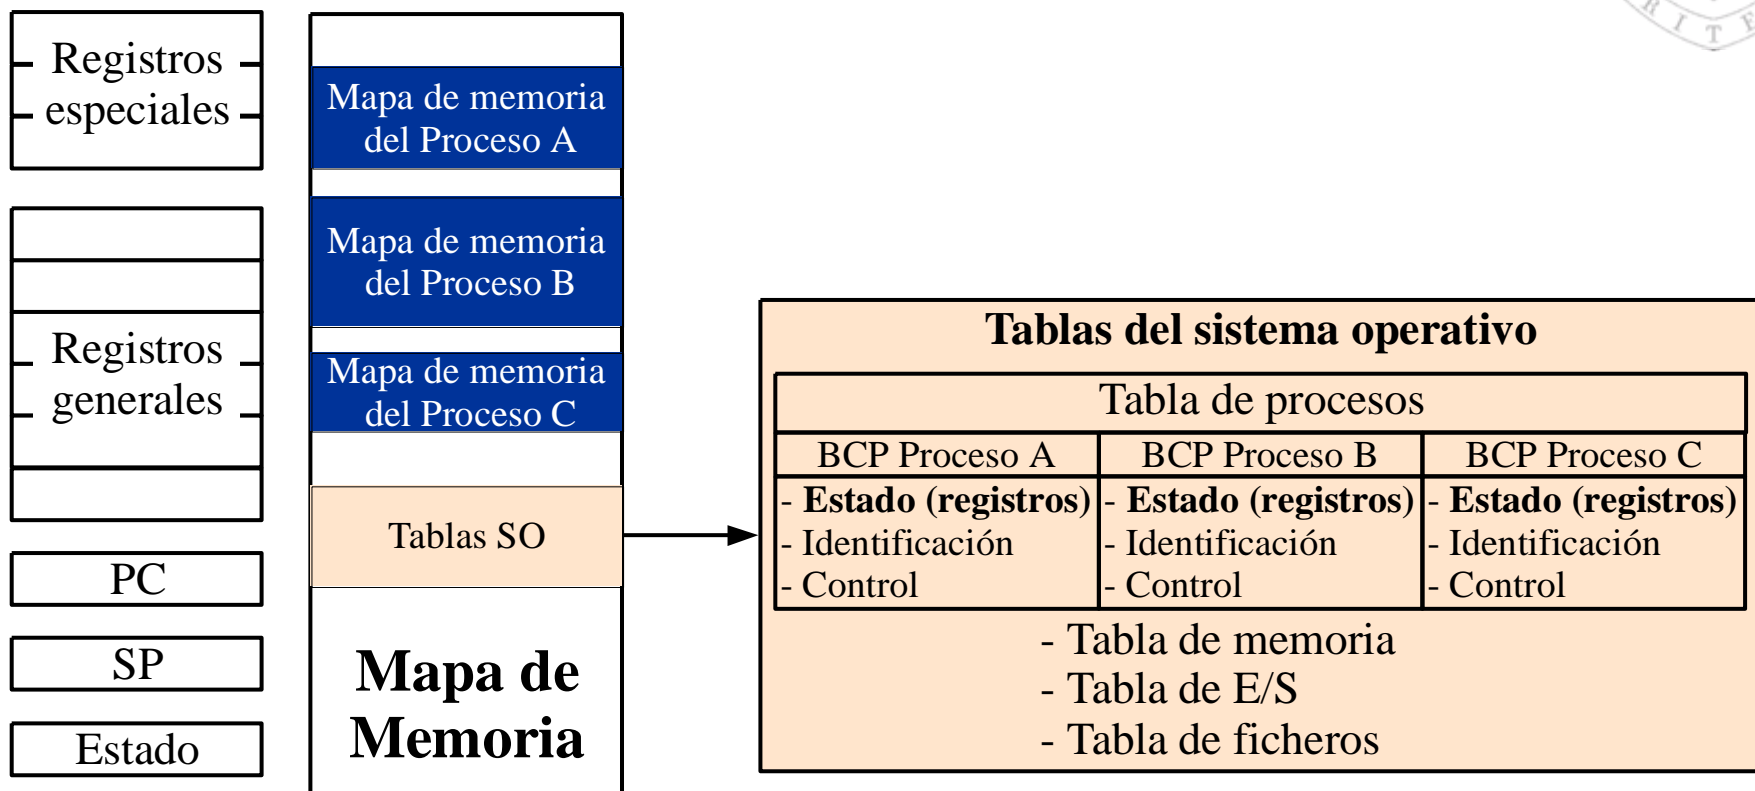 Registros
especiales
Registros
generales
PC
SP
Estado
Mapa de memoria
del Proceso A
Mapa de memoria
del Proceso B
Mapa de memoria
del Proceso C
Tablas SO
Mapa de
Memoria
Tablas del sistema operativo
Tabla de procesos
BCP Proceso A
- Estado (registros)
- Identificación
- Control
BCP Proceso B
- Estado (registros)
- Identificación
- Control
BCP Proceso C
- Estado (registros)
- Identificación
- Control
- Tabla de memoria
- Tabla de E/S
- Tabla de ficheros